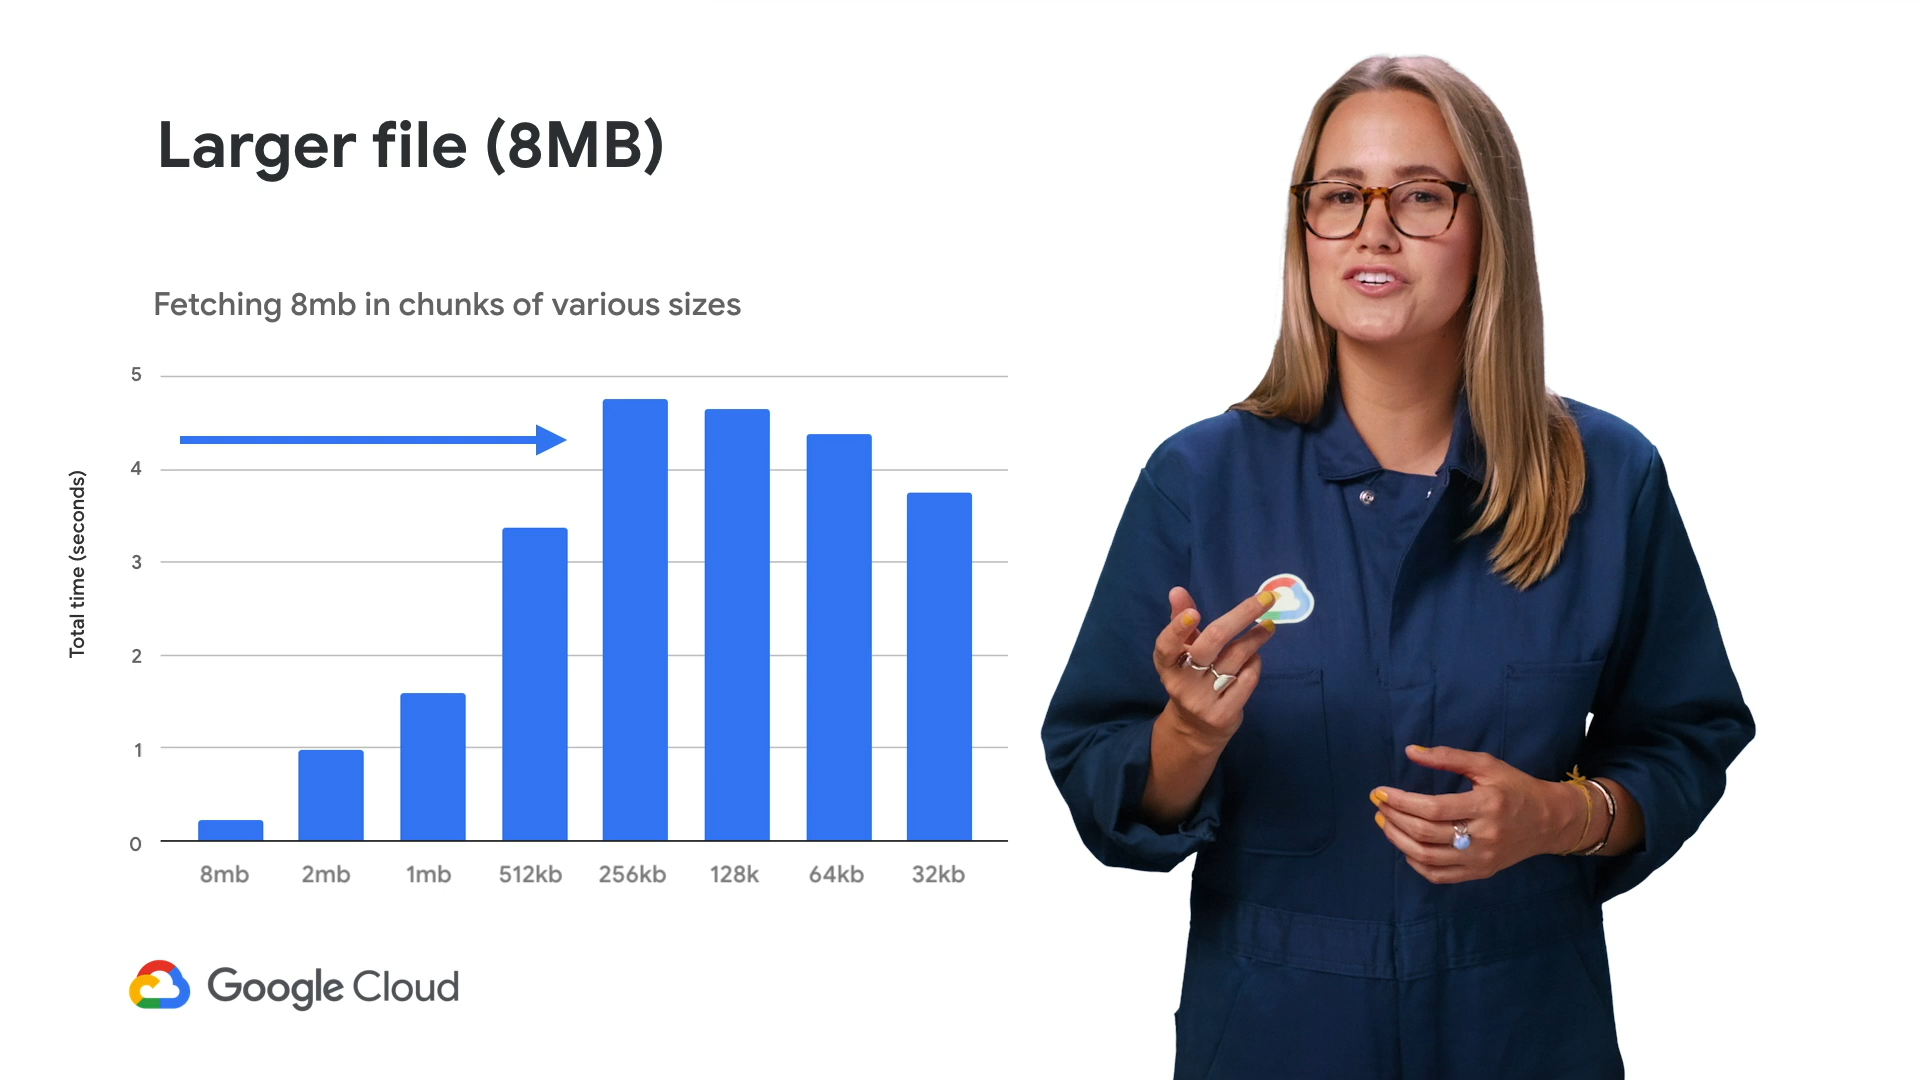 Larger file (8MB)
Fetching 8mb in chunks of various sizes
Total time (seconds)
5
4
3
2
1
0
8mb 2mb 1mb 512kb 256kb 128k 64kb 32kb
Google Cloud